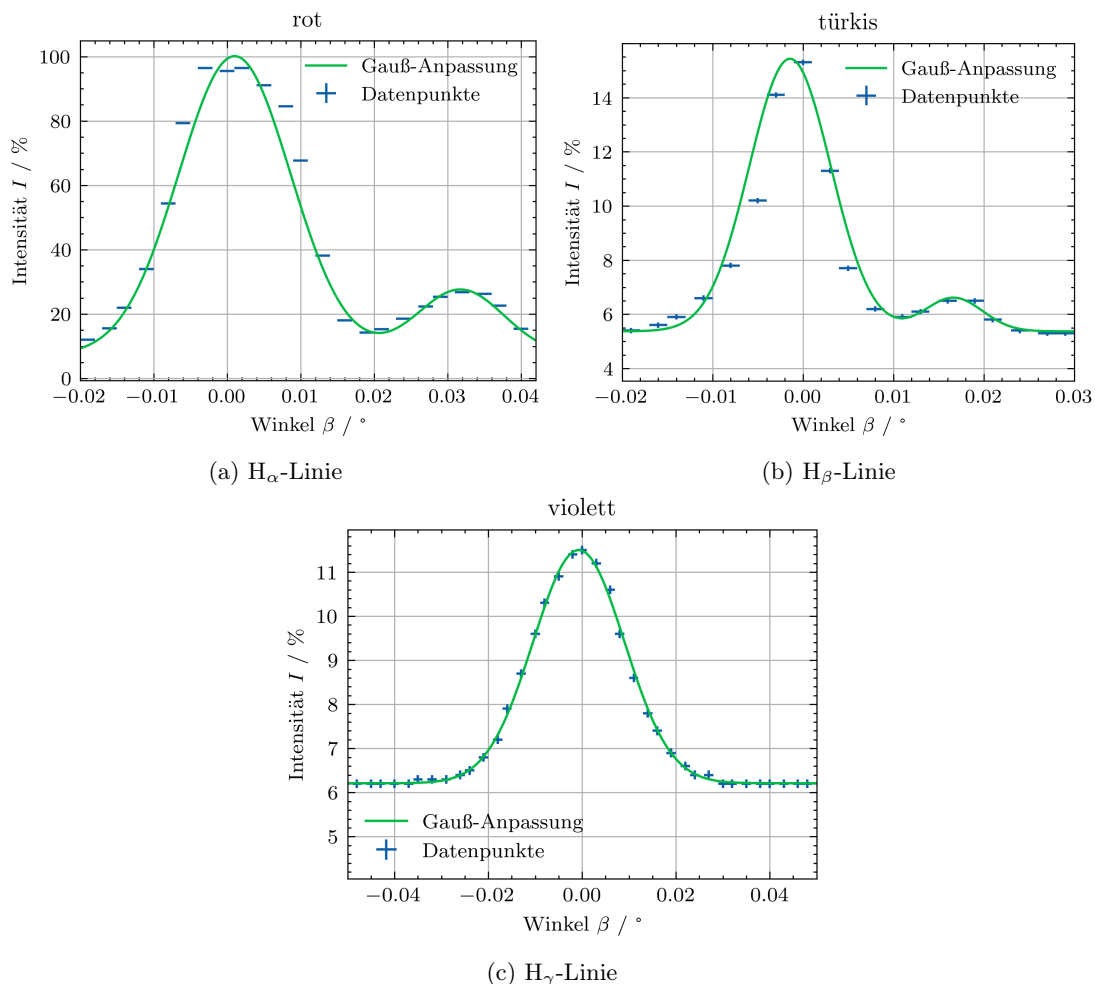 rot
Intensität I / %
100
80
60
40
20
0
Gauß-Anpassung
Datenpunkte
−0.02 −0.01 0.00 0.01 0.02 0.03 0.04
Winkel β / °
(a) Hα-Linie
türkis
Intensität I / %
14
12
10
8
6
4
Gauß-Anpassung
Datenpunkte
−0.02 −0.01 0.00 0.01 0.02 0.03
Winkel β / °
(b) Hβ-Linie
violett
Intensität I / %
11
10
9
8
7
6
5
Gauß-Anpassung
Datenpunkte
−0.04 −0.02 0.00 0.02 0.04
Winkel β / °
(c) Hγ-Linie